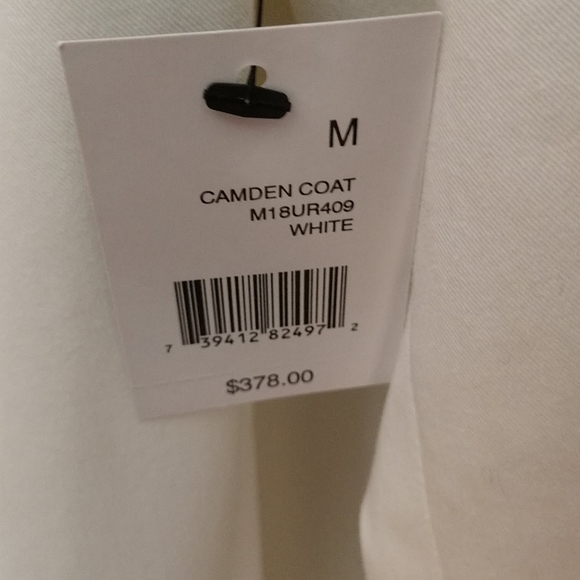 M
CAMDEN COAT
M18UR409
WHITE
7 39412 82497 2
$378.00